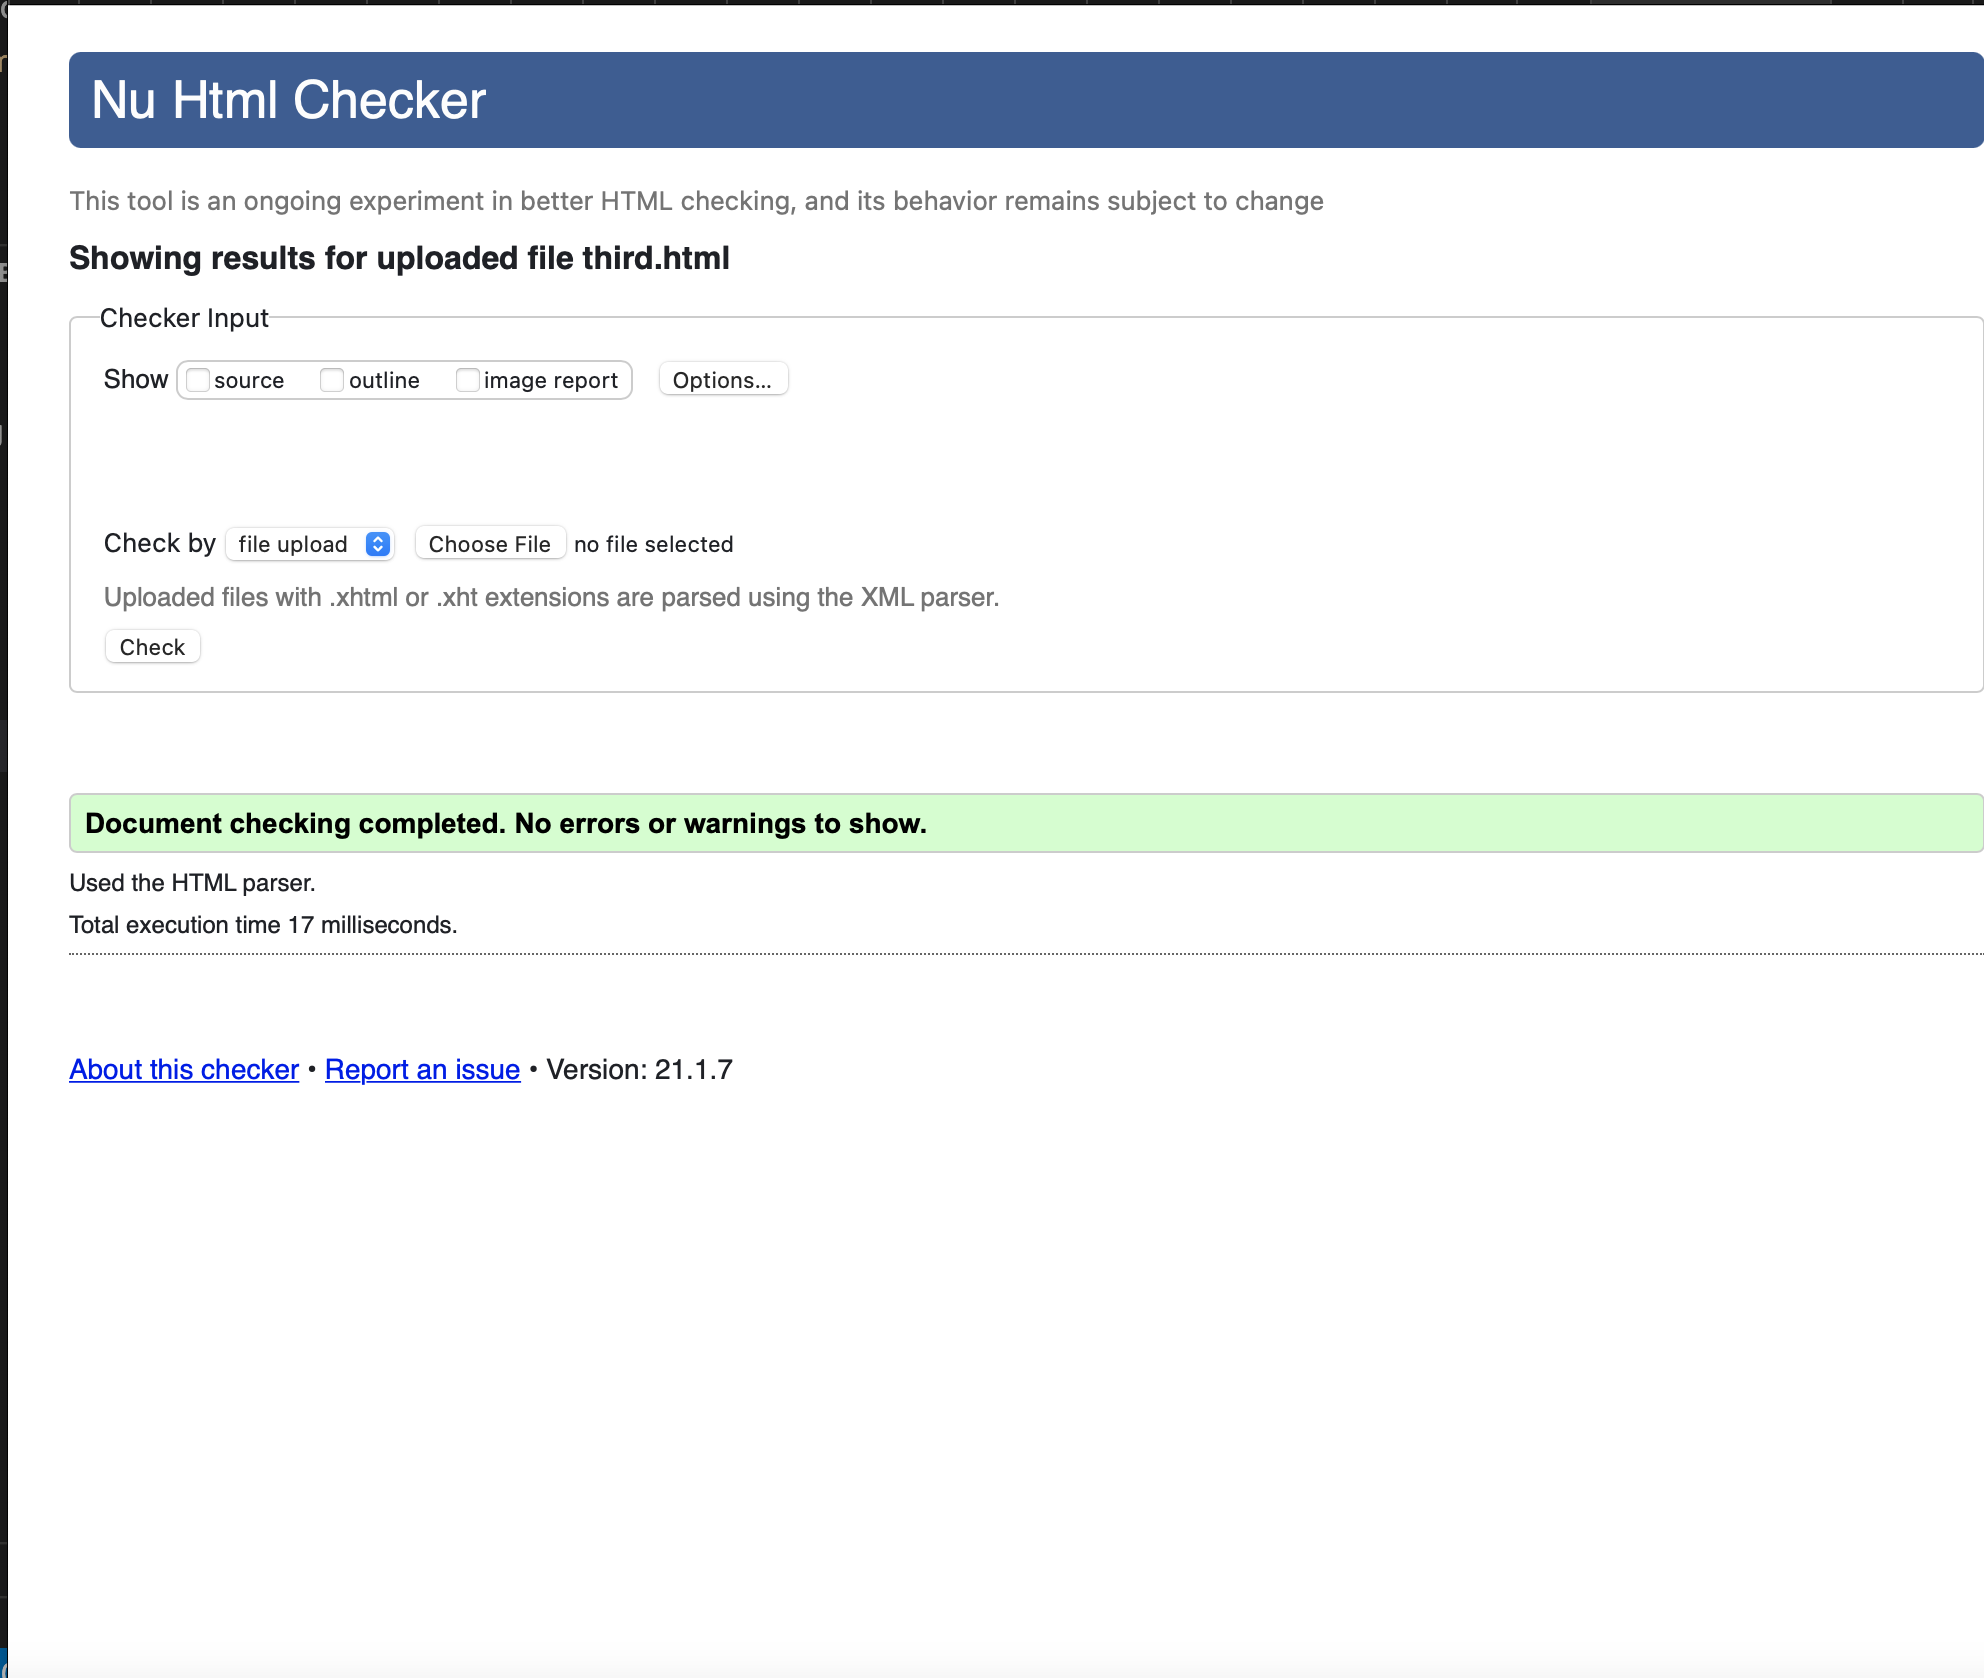 Nu Html Checker
This tool is an ongoing experiment in better HTML checking, and its behavior remains subject to change
Showing results for uploaded file third.html
Checker Input
Show source outline image report Options...
Check by file upload Choose File no file selected
Uploaded files with .xhtml or .xht extensions are parsed using the XML parser.
Check
Document checking completed. No errors or warnings to show.
Used the HTML parser.
Total execution time 17 milliseconds.
About this checker • Report an issue • Version: 21.1.7